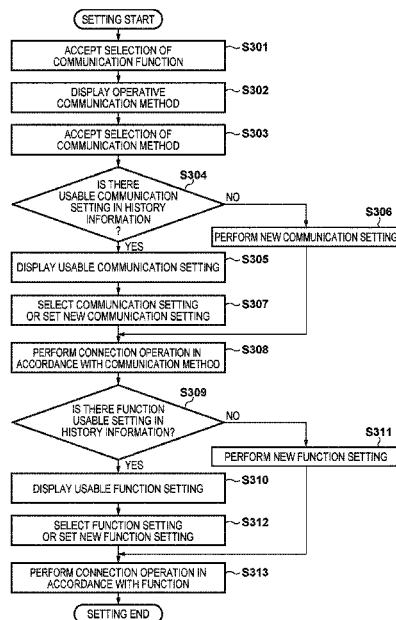 SETTING START
ACCEPT SELECTION OF
COMMUNICATION FUNCTION
S301
DISPLAY OPERATIVE
COMMUNICATION METHOD
S302
ACCEPT SELECTION OF
COMMUNICATION METHOD
S303
S304
IS THERE
USABLE COMMUNICATION
SETTING IN HISTORY
INFORMATION
?
NO
YES
S306
PERFORM NEW COMMUNICATION SETTING
S305
DISPLAY USABLE COMMUNICATION SETTING
SELECT COMMUNICATION SETTING
OR SET NEW COMMUNICATION SETTING
S307
PERFORM CONNECTION OPERATION IN
ACCORDANCE WITH COMMUNICATION METHOD
S308
S309
IS THERE FUNCTION
USABLE SETTING IN
HISTORY INFORMATION?
NO
YES
S311
PERFORM NEW FUNCTION SETTING
S310
DISPLAY USABLE FUNCTION SETTING
SELECT FUNCTION SETTING
OR SET NEW FUNCTION SETTING
S312
PERFORM CONNECTION OPERATION IN
ACCORDANCE WITH FUNCTION
S313
SETTING END